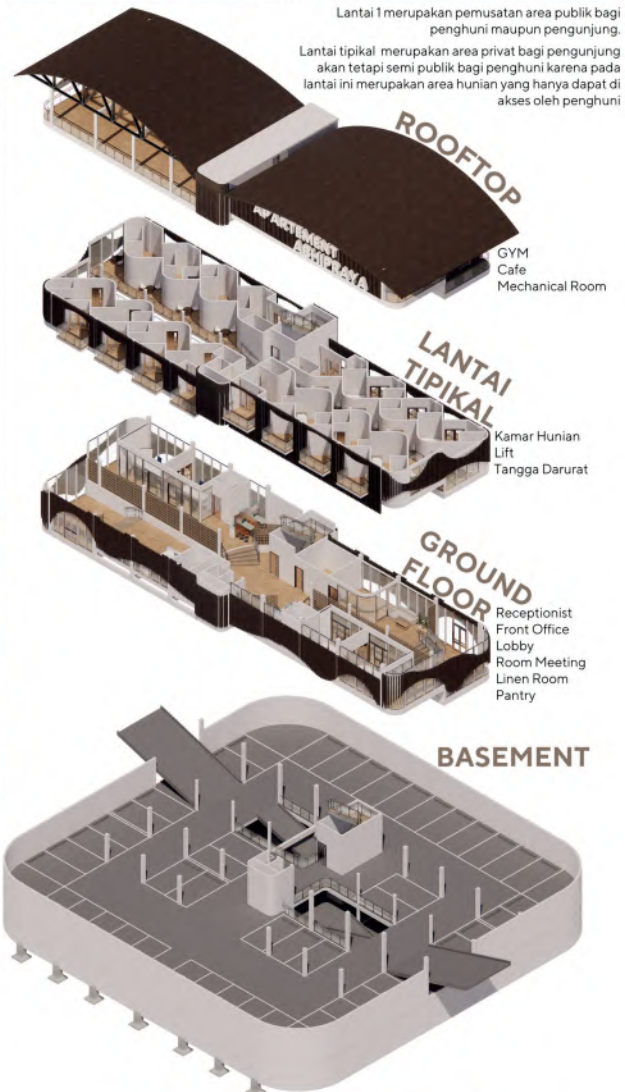 Lantai 1 merupakan pemusatan area publik bagi
penghuni maupun pengunjung.
Lantai tipikal merupakan area privat bagi pengunjung
akan tetapi semi publik bagi penghuni karena pada
lantai ini merupakan area hunian yang hanya dapat di
akses oleh penghuni
ROOFTOP
APARTEMENT
ABHIPRAYA
GYM
Cafe
Mechanical Room
LANTAI
TIPIKAL
Kamar Hunian
Lift
Tangga Darurat
GROUND
FLOOR
Receptionist
Front Office
Lobby
Room Meeting
Linen Room
Pantry
BASEMENT